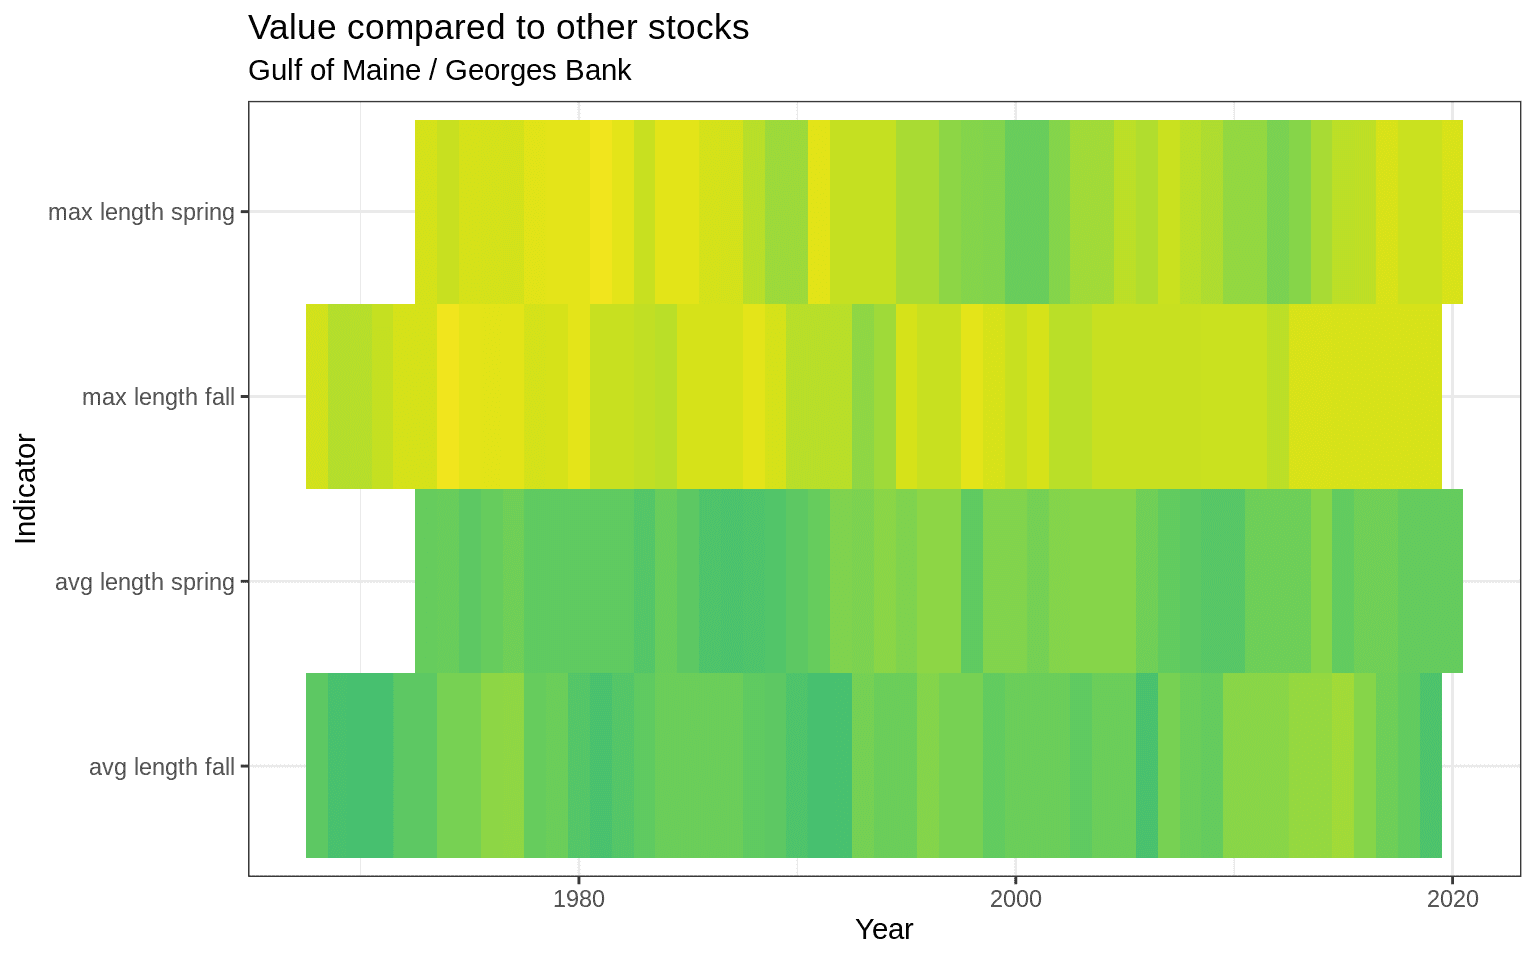 Value compared to other stocks
Gulf of Maine / Georges Bank
max length spring
max length fall
avg length spring
avg length fall
Indicator
1980
2000
2020
Year